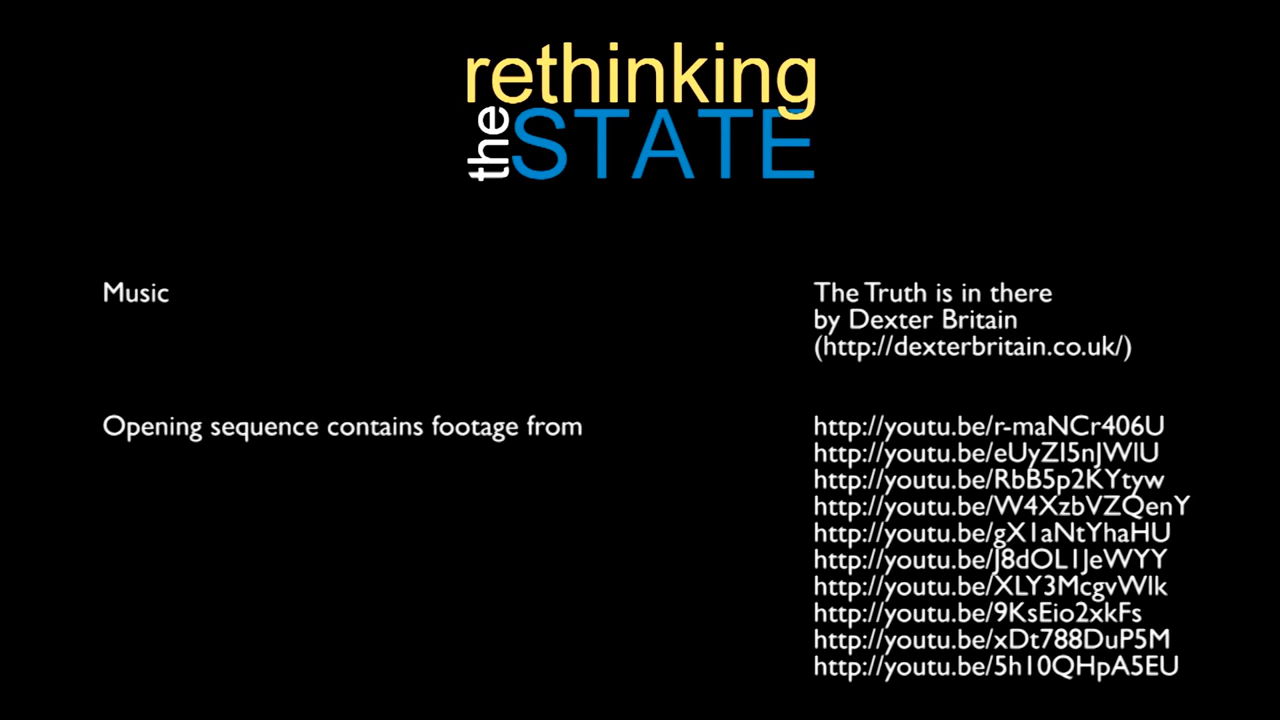 rethinking
the STATE
Music
The Truth is in there
by Dexter Britain
(http://dexterbritain.co.uk/)
Opening sequence contains footage from
http://youtu.be/r-maNCr406U
http://youtu.be/eUyZI5nJWlU
http://youtu.be/RbB5p2KYtyw
http://youtu.be/W4XzbVZQenY
http://youtu.be/gX1aNtYhaHU
http://youtu.be/J8dOL1JeWYY
http://youtu.be/XLY3McgvWlk
http://youtu.be/9KsEio2xkFs
http://youtu.be/xDt788DuP5M
http://youtu.be/5h10QHpA5EU